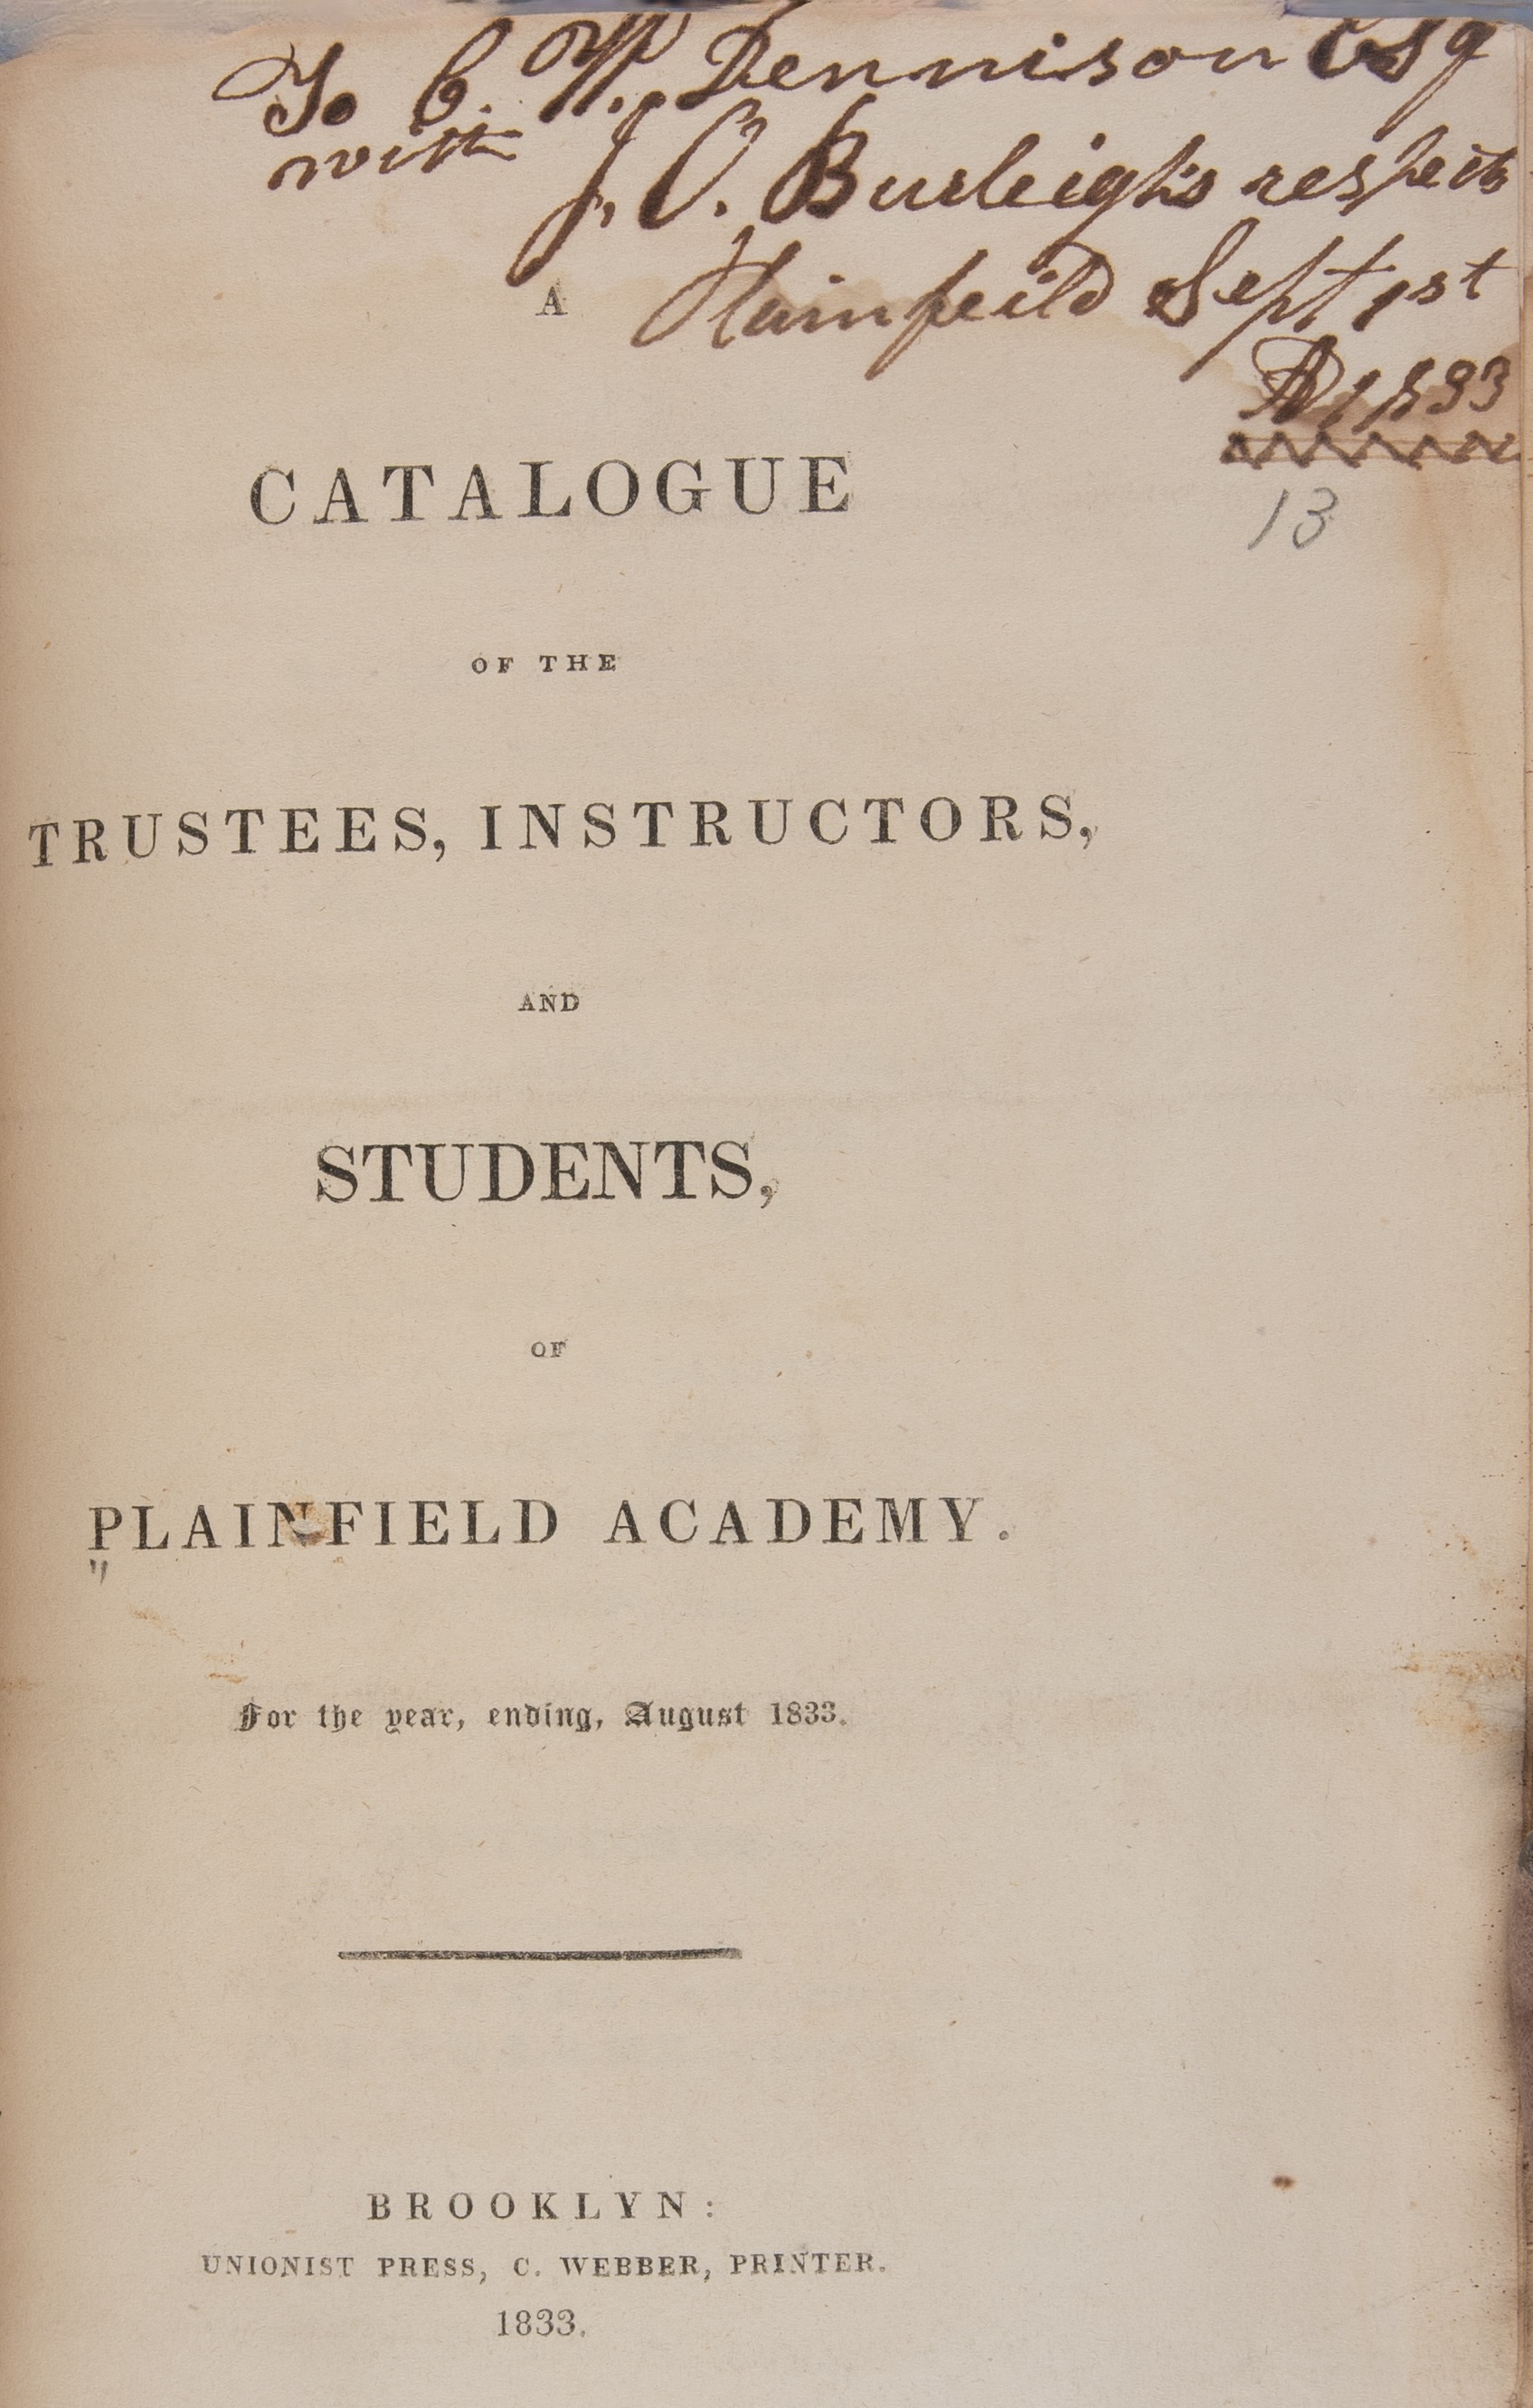 To C. W. Dennison Esq
with
J. O. Burleigh's respects
Plainfeild Sept 1st
AD 1833
13
A
CATALOGUE
OF THE
TRUSTEES, INSTRUCTORS,
AND
STUDENTS,
OF
PLAINFIELD ACADEMY.
"
For the year, ending, August 1833.
BROOKLYN:
UNIONIST PRESS, C. WEBBER, PRINTER.
1833.